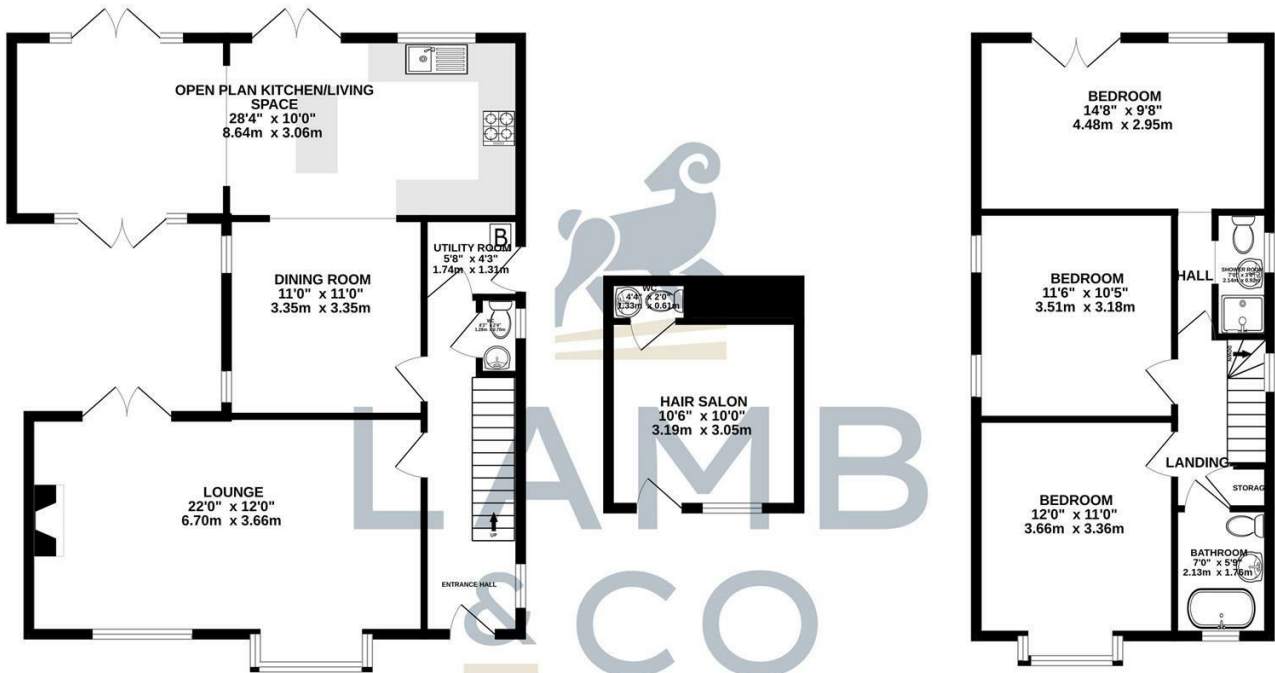 OPEN PLAN KITCHEN/LIVING
SPACE
28'4" x 10'0"
8.64m x 3.06m
B
UTILITY ROOM
5'8" x 4'3"
1.74m x 1.31m
DINING ROOM
11'0" x 11'0"
3.35m x 3.35m
WC
LOUNGE
22'0" x 12'0"
6.70m x 3.66m
UP
ENTRANCE HALL
WC
4'4" x 2'0"
1.33m x 0.61m
HAIR SALON
10'6" x 10'0"
3.19m x 3.05m
LAMB
& CO
BEDROOM
14'8" x 9'8"
4.48m x 2.95m
BEDROOM
11'6" x 10'5"
3.51m x 3.18m
HALL
SHOWER ROOM
DOWN
LANDING
STORAGE
BEDROOM
12'0" x 11'0"
3.66m x 3.36m
BATHROOM
7'0" x 5'9"
2.13m x 1.76m